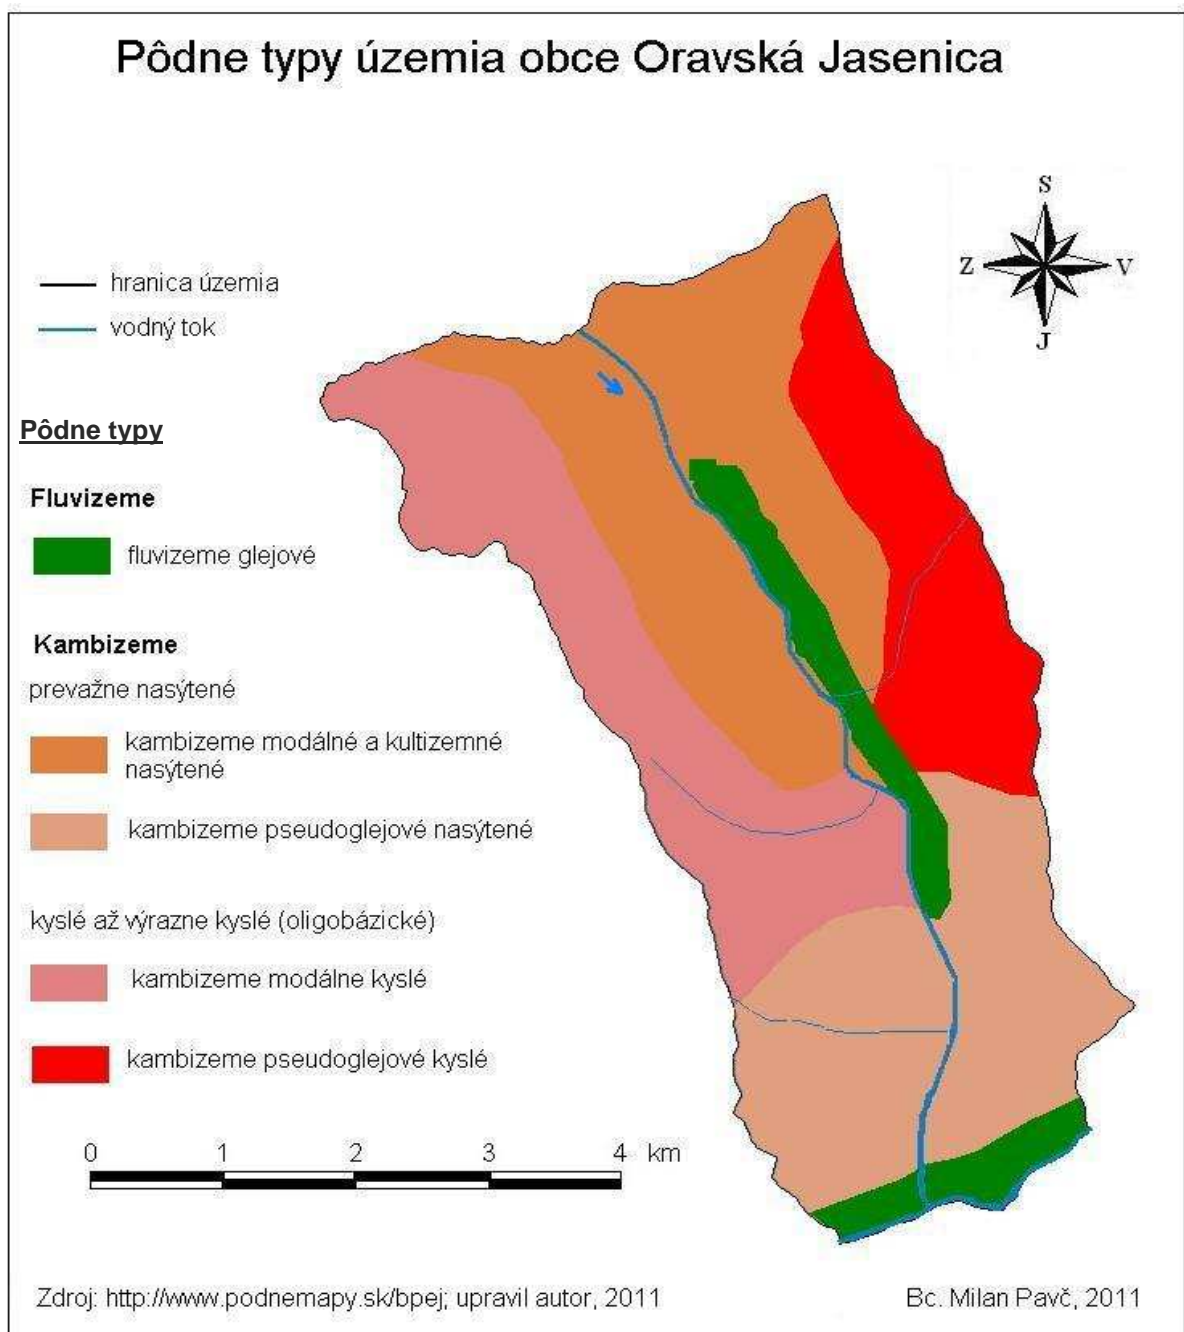 Pôdne typy územia obce Oravská Jasenica
S
Z
V
J
hranica územia
vodný tok
Pôdne typy
Fluvizeme
fluvizeme glejové
Kambizeme
prevažne nasýtené
kambizeme modálné a kultizemné
nasýtené
kambizeme pseudoglejové nasýtené
kyslé až výrazne kyslé (oligobázické)
kambizeme modálne kyslé
kambizeme pseudoglejové kyslé
0 1 2 3 4 km
Zdroj: http://www.podnemapy.sk/bpej; upravil autor, 2011
Bc. Milan Pavč, 2011